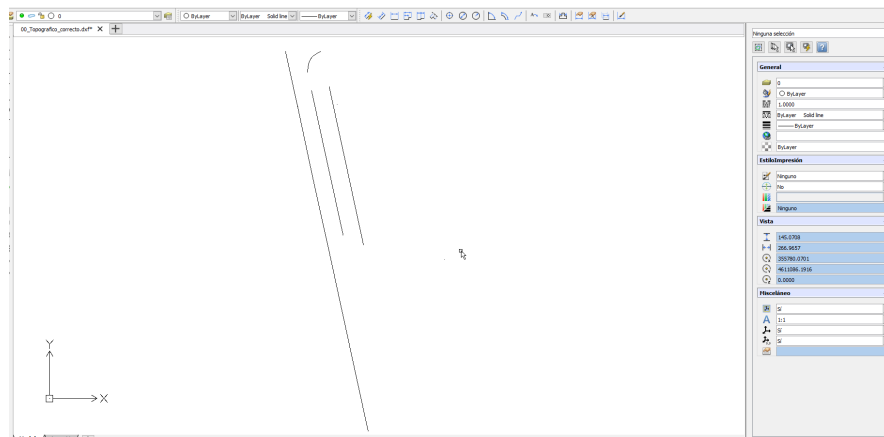 0
ByLayer
ByLayer Solid line
ByLayer
00_Topografico_correcto.dxf*
Ninguna selección
General
0
ByLayer
1.0000
ByLayer Solid line
ByLayer
ByLayer
EstiloImpresión
Ninguno
No
Ninguno
Vista
145.0708
266.9657
355780.0701
4611086.1916
0.0000
Misceláneo
Sí
1:1
Sí
Sí
Y
X